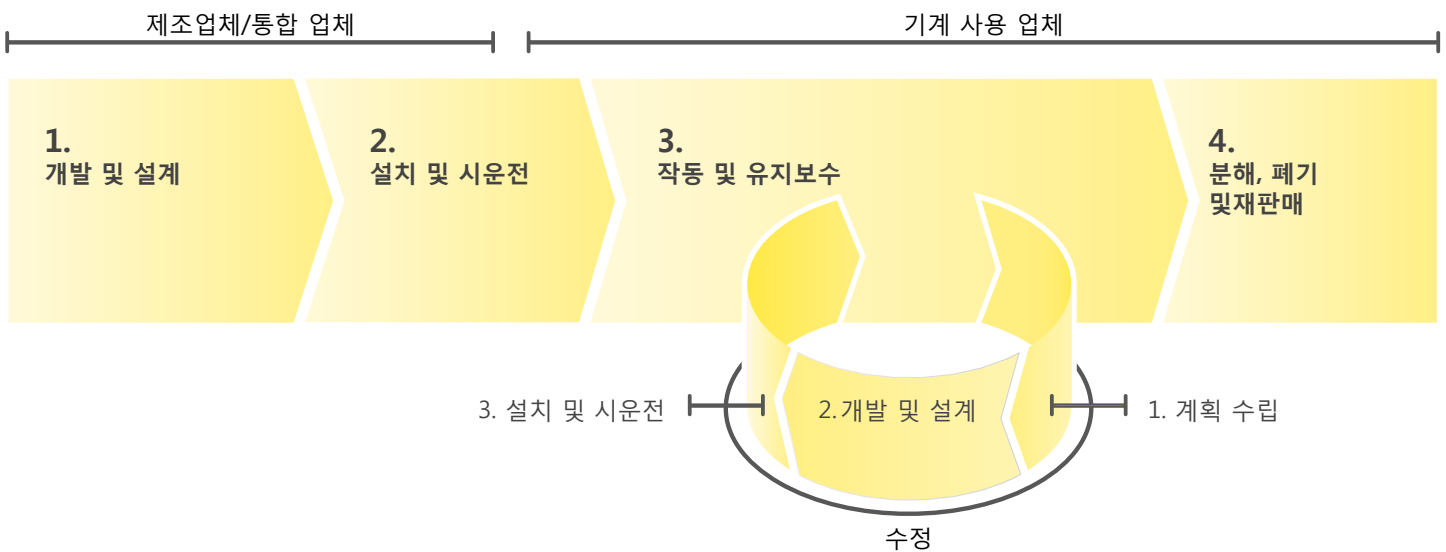 제조업체/통합 업체
기계 사용 업체
1.
개발 및 설계
2.
설치 및 시운전
3.
작동 및 유지보수
4.
분해, 폐기
및재판매
3. 설치 및 시운전
2.개발 및 설계
1. 계획 수립
수정